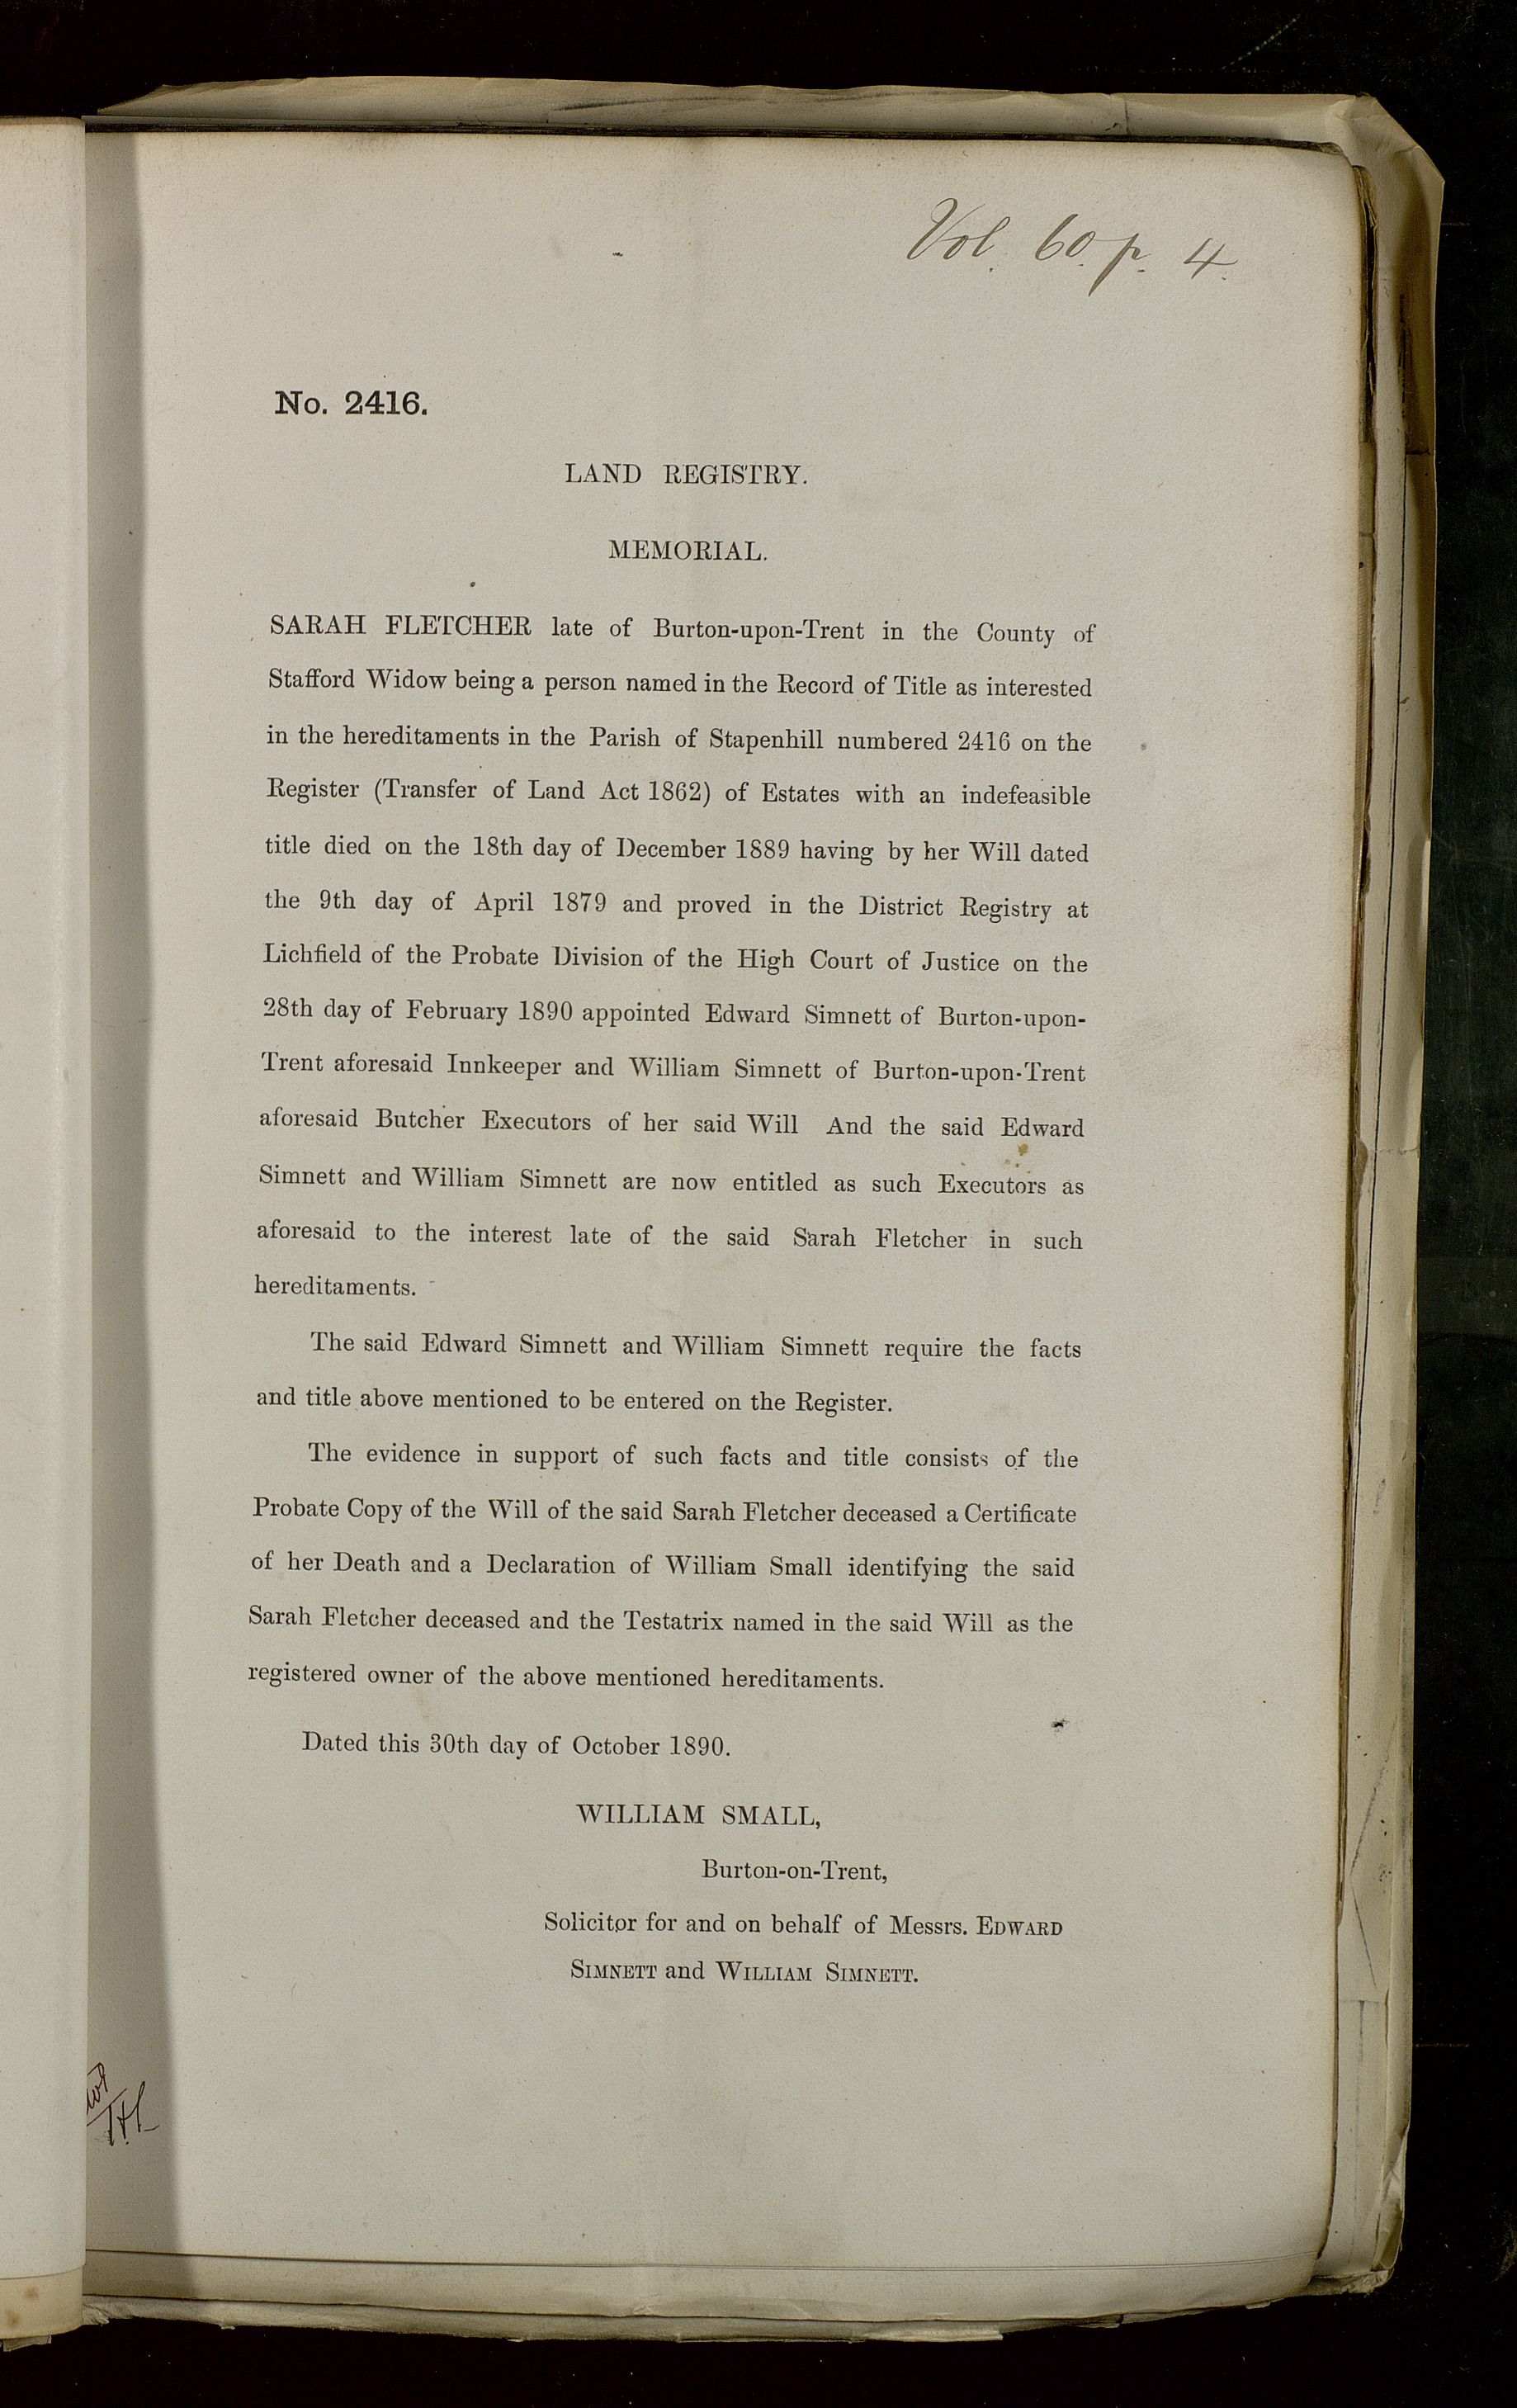 Vol. 60. p. 4.
No. 2416.
LAND REGISTRY.
MEMORIAL.
SARAH FLETCHER late of Burton-upon-Trent in the County of
Stafford Widow being a person named in the Record of Title as interested
in the hereditaments in the Parish of Stapenhill numbered 2416 on the
Register (Transfer of Land Act 1862) of Estates with an indefeasible
title died on the 18th day of December 1889 having by her Will dated
the 9th day of April 1879 and proved in the District Registry at
Lichfield of the Probate Division of the High Court of Justice on the
28th day of February 1890 appointed Edward Simnett of Burton-upon-
Trent aforesaid Innkeeper and William Simnett of Burton-upon-Trent
aforesaid Butcher Executors of her said Will And the said Edward
Simnett and William Simnett are now entitled as such Executors as
aforesaid to the interest late of the said Sarah Fletcher in such
hereditaments.
The said Edward Simnett and William Simnett require the facts
and title above mentioned to be entered on the Register.
The evidence in support of such facts and title consists of the
Probate Copy of the Will of the said Sarah Fletcher deceased a Certificate
of her Death and a Declaration of William Small identifying the said
Sarah Fletcher deceased and the Testatrix named in the said Will as the
registered owner of the above mentioned hereditaments.
Dated this 30th day of October 1890.
WILLIAM SMALL,
Burton-on-Trent,
Solicitor for and on behalf of Messrs. EDWARD
SIMNETT and WILLIAM SIMNETT.